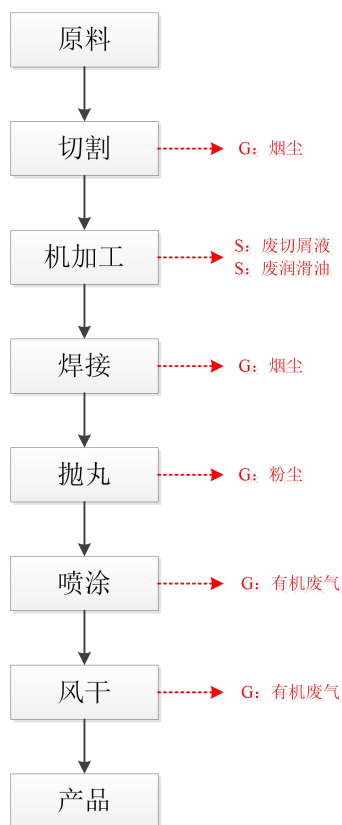 原料
切割
G：烟尘
机加工
S：废切屑液
S：废润滑油
焊接
G：烟尘
抛丸
G：粉尘
喷涂
G：有机废气
风干
G：有机废气
产品